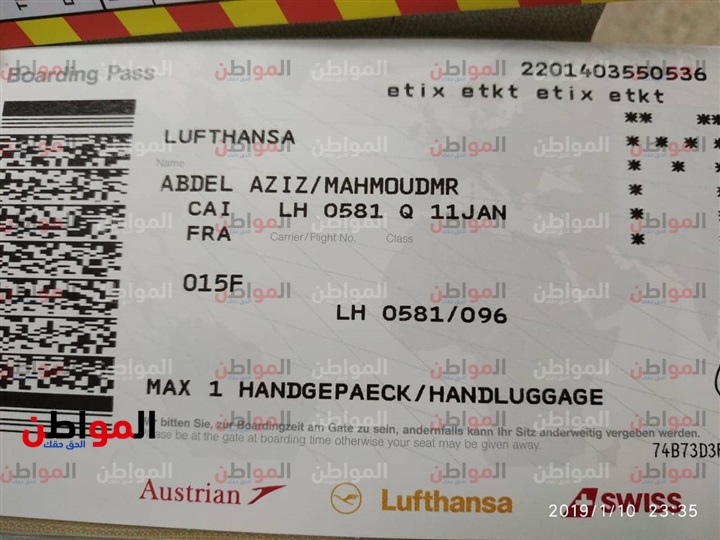 Boarding Pass
2201403550536
etix etkt etix etkt
LUFTHANSA
Name
ABDEL AZIZ/MAHMOUDMR
CAI LH 0581 Q 11JAN
FRA Carrier/Flight No. Class
015F
LH 0581/096
MAX 1 HANDGEPAECK/HANDLUGGAGE
bitten Sie, zur Boardingzeit am Gate zu sein, andernfalls kann Ihr Sitz anderweitig vergeben werden.
be at the gate at boarding time otherwise your seat may be given away.
74B73D3
Austrian Lufthansa SWISS
2019/1/10 23:35
المواطن
الحق حقك